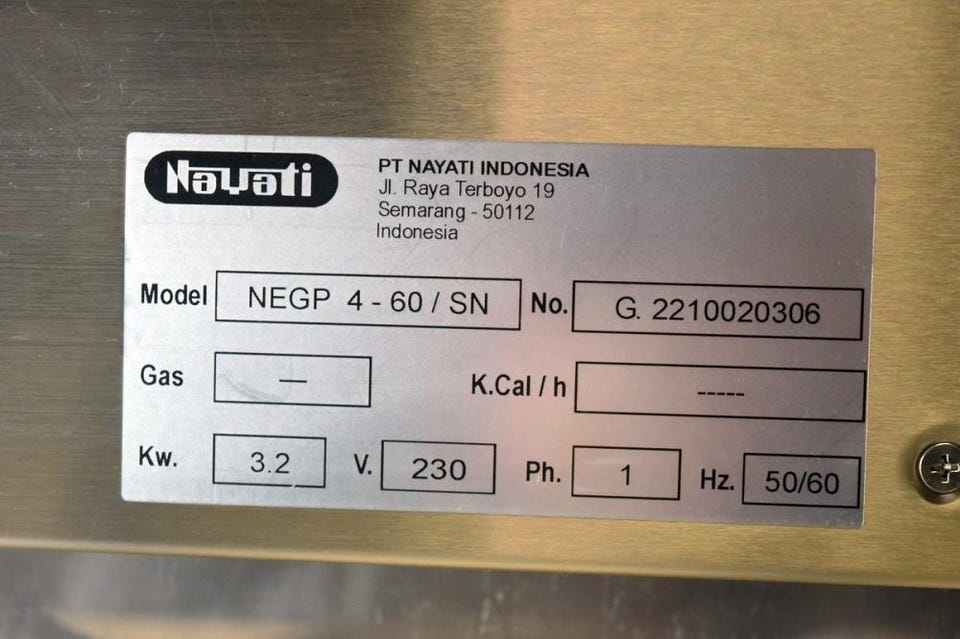 Nayati
PT NAYATI INDONESIA
Jl. Raya Terboyo 19
Semarang - 50112
Indonesia
Model NEGP 4 - 60 / SN No. G. 2210020306
Gas — K.Cal / h -----
Kw. 3.2 V. 230 Ph. 1 Hz. 50/60